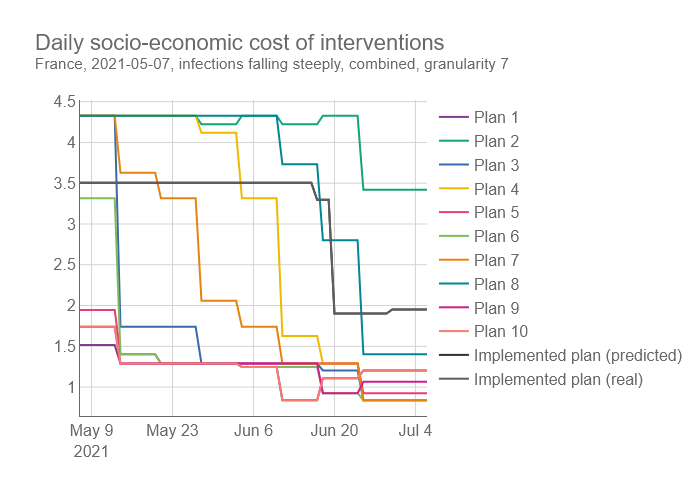 Daily socio-economic cost of interventions
France, 2021-05-07, infections falling steeply, combined, granularity 7
4.5
4
3.5
3
2.5
2
1.5
1
May 9
2021
May 23
Jun 6
Jun 20
Jul 4
Plan 1
Plan 2
Plan 3
Plan 4
Plan 5
Plan 6
Plan 7
Plan 8
Plan 9
Plan 10
Implemented plan (predicted)
Implemented plan (real)